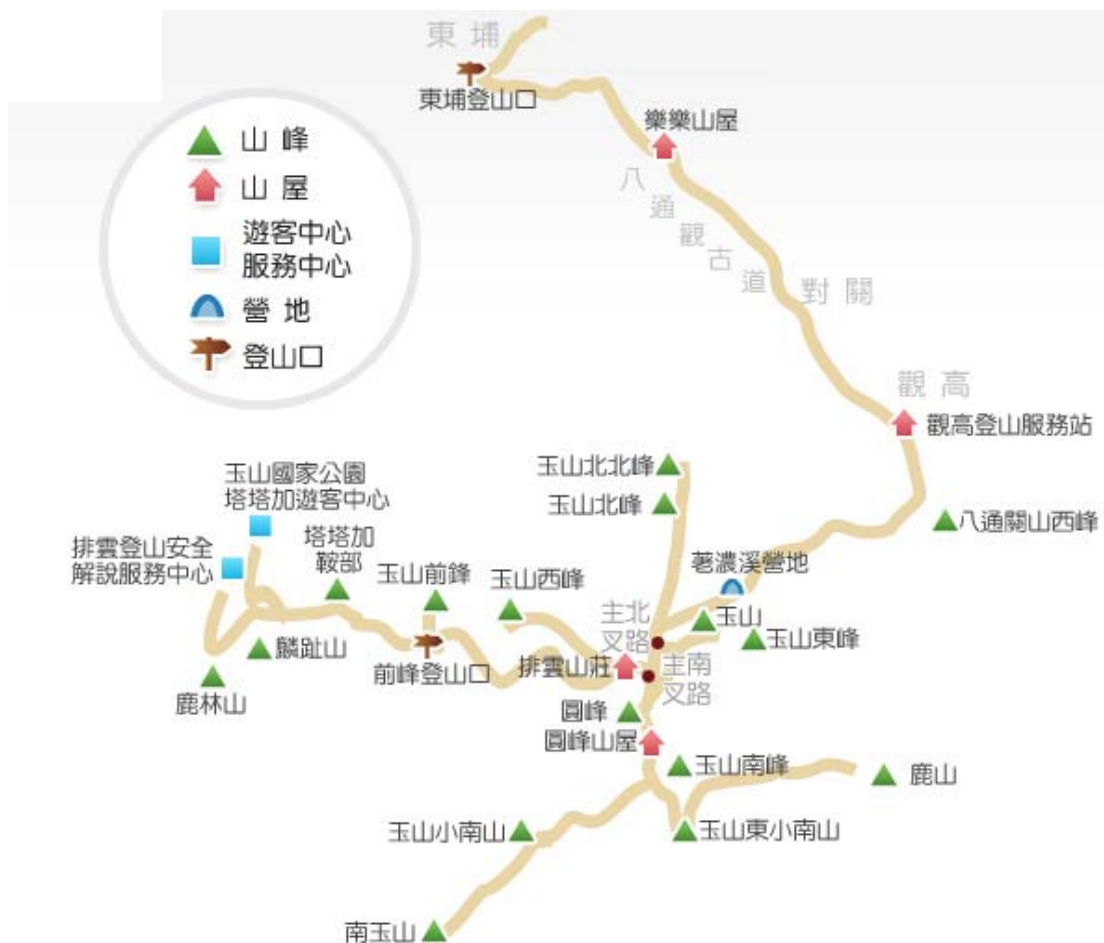 東埔
東埔登山口
樂樂山屋
山峰
山屋
遊客中心
服務中心
營地
登山口
八通觀古道
對關
觀高
觀高登山服務站
玉山北北峰
玉山北峰
八通關山西峰
玉山國家公園
塔塔加遊客中心
排雲登山安全
解說服務中心
塔塔加
鞍部
玉山前鋒
玉山西峰
荖濃溪營地
主北
叉路
玉山
玉山東峰
麟趾山
前峰登山口
排雲山莊
主南
叉路
鹿林山
圓峰
圓峰山屋
玉山南峰
鹿山
玉山小南山
玉山東小南山
南玉山